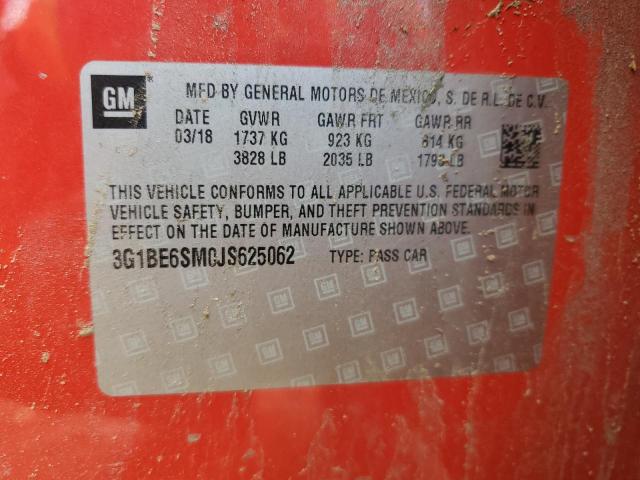 GM
MFD BY GENERAL MOTORS DE MEXICO, S. DE R.L. DE C.V.
DATE GVWR GAWR FRT GAWR RR
03/18 1737 KG 923 KG 814 KG
3828 LB 2035 LB 1793 LB
THIS VEHICLE CONFORMS TO ALL APPLICABLE U.S. FEDERAL MOTOR
VEHICLE SAFETY, BUMPER, AND THEFT PREVENTION STANDARDS IN
EFFECT ON THE DATE OF MANUFACTURE SHOWN ABOVE.
3G1BE6SM0JS625062 TYPE: PASS CAR